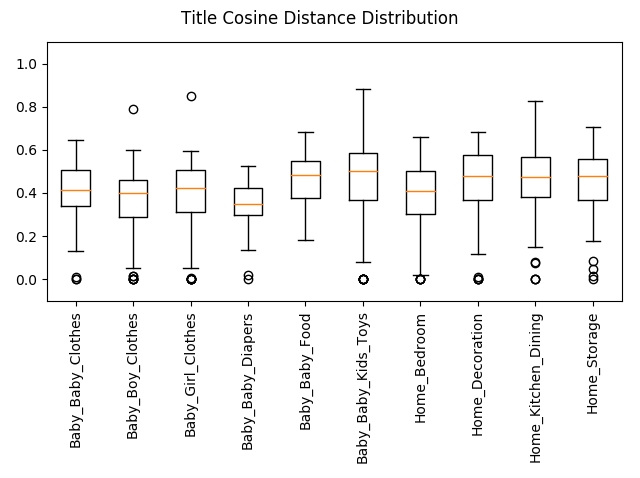 Title Cosine Distance Distribution
1.0
0.8
0.6
0.4
0.2
0.0
Baby_Baby_Clothes
Baby_Boy_Clothes
Baby_Girl_Clothes
Baby_Baby_Diapers
Baby_Baby_Food
Baby_Baby_Kids_Toys
Home_Bedroom
Home_Decoration
Home_Kitchen_Dining
Home_Storage